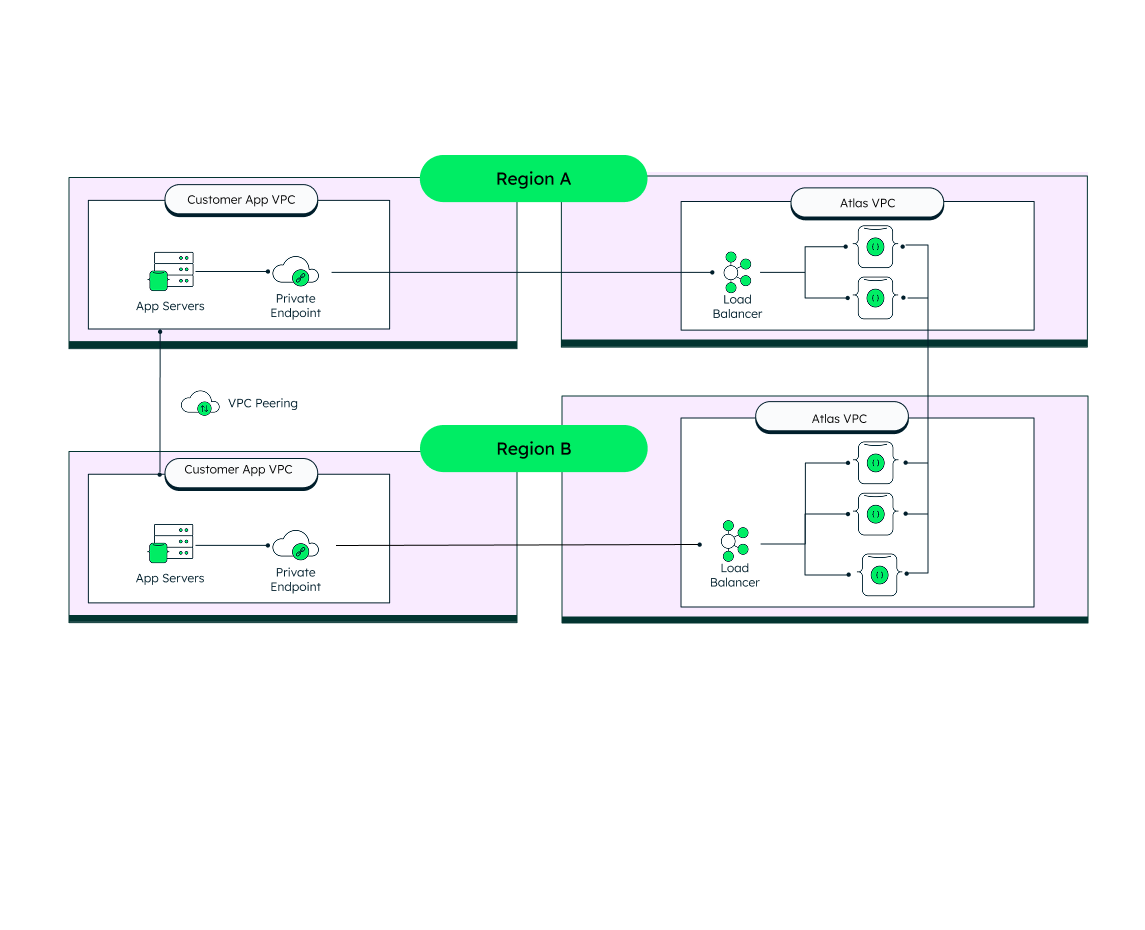 Region A
Customer App VPC
App Servers
Private
Endpoint
Atlas VPC
Load
Balancer
VPC Peering
Region B
Customer App VPC
App Servers
Private
Endpoint
Atlas VPC
Load
Balancer